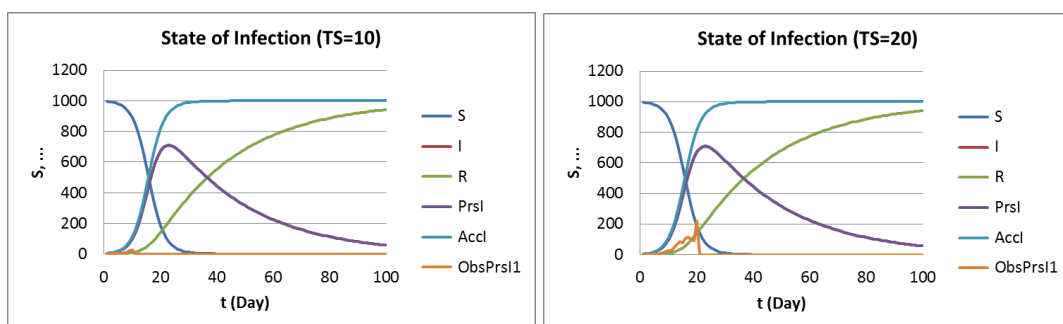 State of Infection (TS=10)
1200
1000
800
600
400
200
0
S, ...
0 20 40 60 80 100
t (Day)
S
I
R
PrsI
AccI
ObsPrsI1
State of Infection (TS=20)
1200
1000
800
600
400
200
0
S, ...
0 20 40 60 80 100
t (Day)
S
I
R
PrsI
AccI
ObsPrsI1